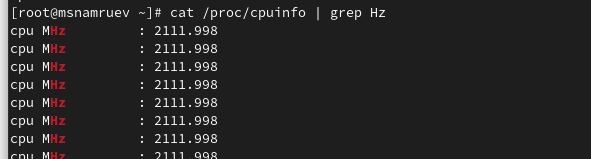 [root@msnamruev ~]# cat /proc/cpuinfo | grep Hz
cpu MHz         : 2111.998
cpu MHz         : 2111.998
cpu MHz         : 2111.998
cpu MHz         : 2111.998
cpu MHz         : 2111.998
cpu MHz         : 2111.998
cpu MHz         : 2111.998
cpu MHz         : 2111.998